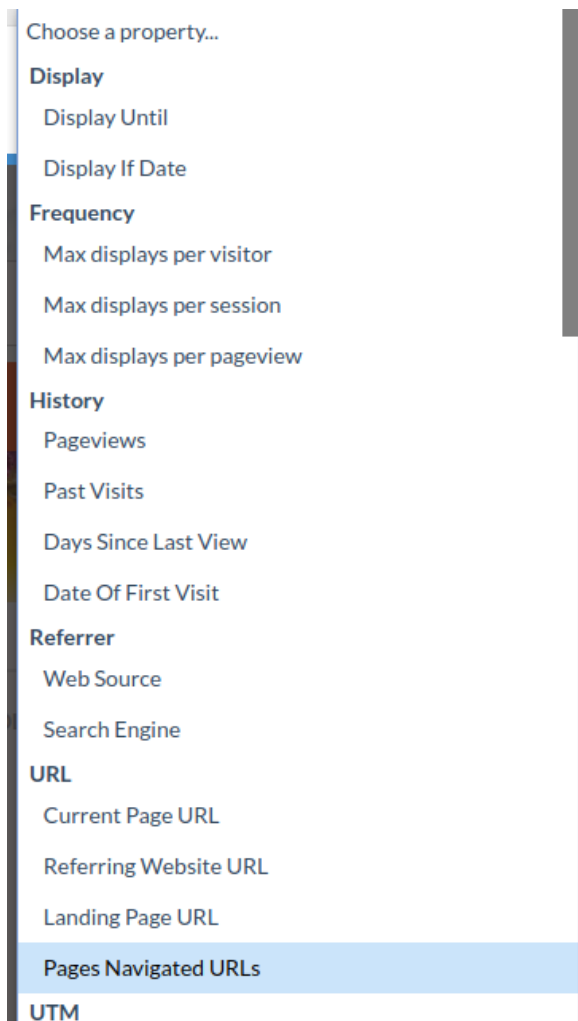 Choose a property...
Display
Display Until
Display If Date
Frequency
Max displays per visitor
Max displays per session
Max displays per pageview
History
Pageviews
Past Visits
Days Since Last View
Date Of First Visit
Referrer
Web Source
Search Engine
URL
Current Page URL
Referring Website URL
Landing Page URL
Pages Navigated URLs
UTM